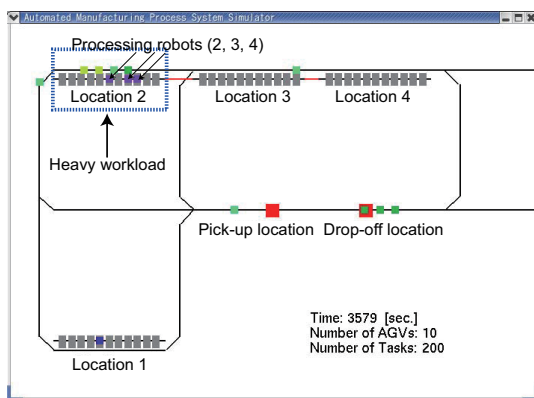 Automated Manufacturing Process System Simulator
Processing robots (2, 3, 4)
Location 2
Location 3
Location 4
Heavy workload
Pick-up location
Drop-off location
Time: 3579 [sec.]
Number of AGVs: 10
Number of Tasks: 200
Location 1